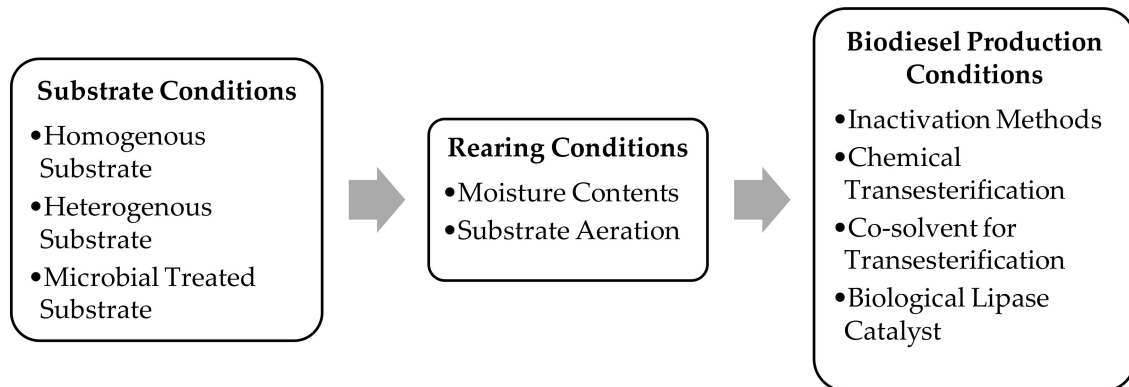 Substrate Conditions
•Homogenous
Substrate
•Heterogenous
Substrate
•Microbial Treated
Substrate
Rearing Conditions
•Moisture Contents
•Substrate Aeration
Biodiesel Production
Conditions
•Inactivation Methods
•Chemical
Transesterification
•Co-solvent for
Transesterification
•Biological Lipase
Catalyst